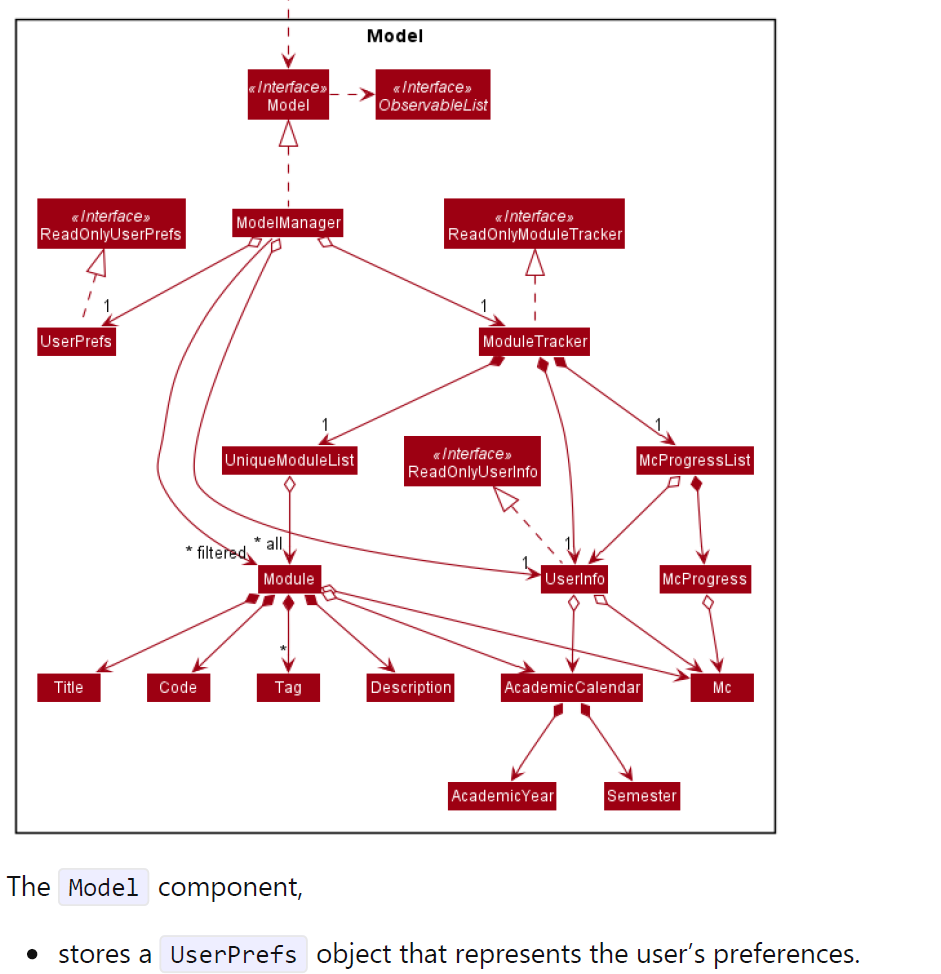 Model
«Interface»
Model
«Interface»
ObservableList
«Interface»
ReadOnlyUserPrefs
ModelManager
«Interface»
ReadOnlyModuleTracker
1
1
UserPrefs
ModuleTracker
1
1
UniqueModuleList
«Interface»
ReadOnlyUserInfo
McProgressList
* filtered
* all
1
1
Module
UserInfo
McProgress
*
Title
Code
Tag
Description
AcademicCalendar
Mc
AcademicYear
Semester
The Model component,
• stores a UserPrefs object that represents the user’s preferences.